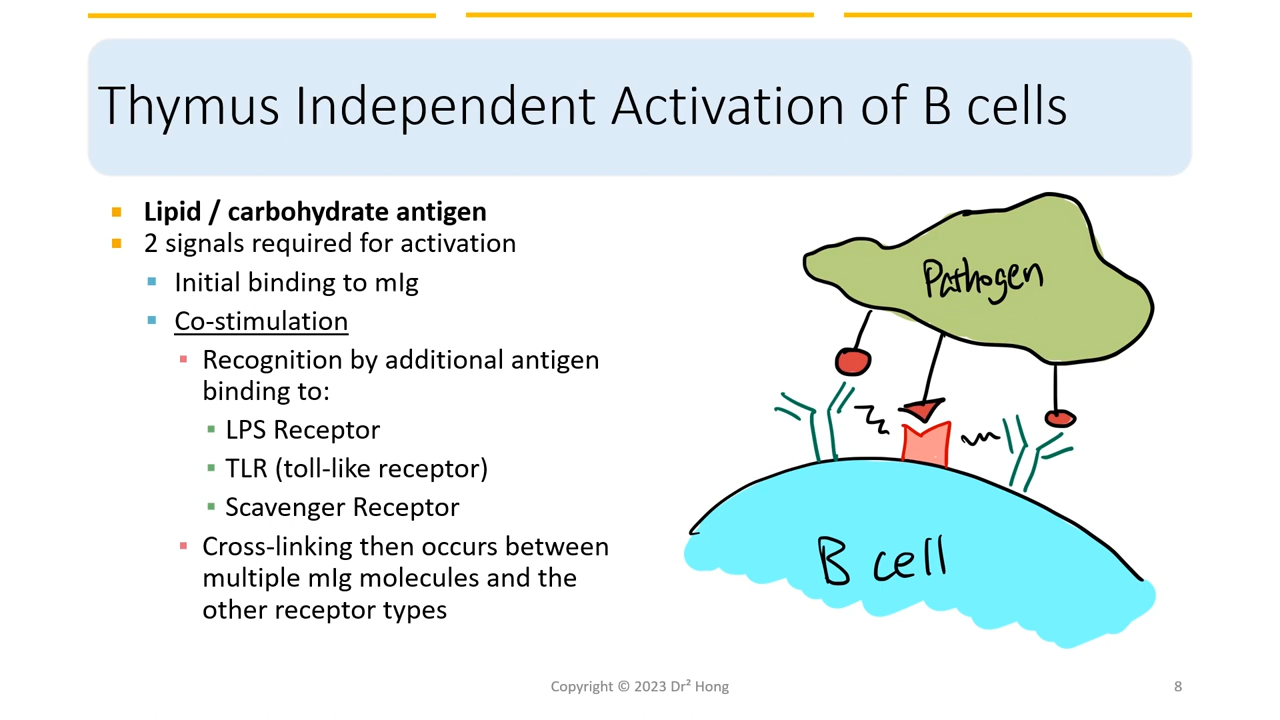 Thymus Independent Activation of B cells
Lipid / carbohydrate antigen
2 signals required for activation
Initial binding to mIg
Co-stimulation
Recognition by additional antigen
binding to:
LPS Receptor
TLR (toll-like receptor)
Scavenger Receptor
Cross-linking then occurs between
multiple mIg molecules and the
other receptor types
Pathogen
B cell
Copyright © 2023 Dr² Hong
8